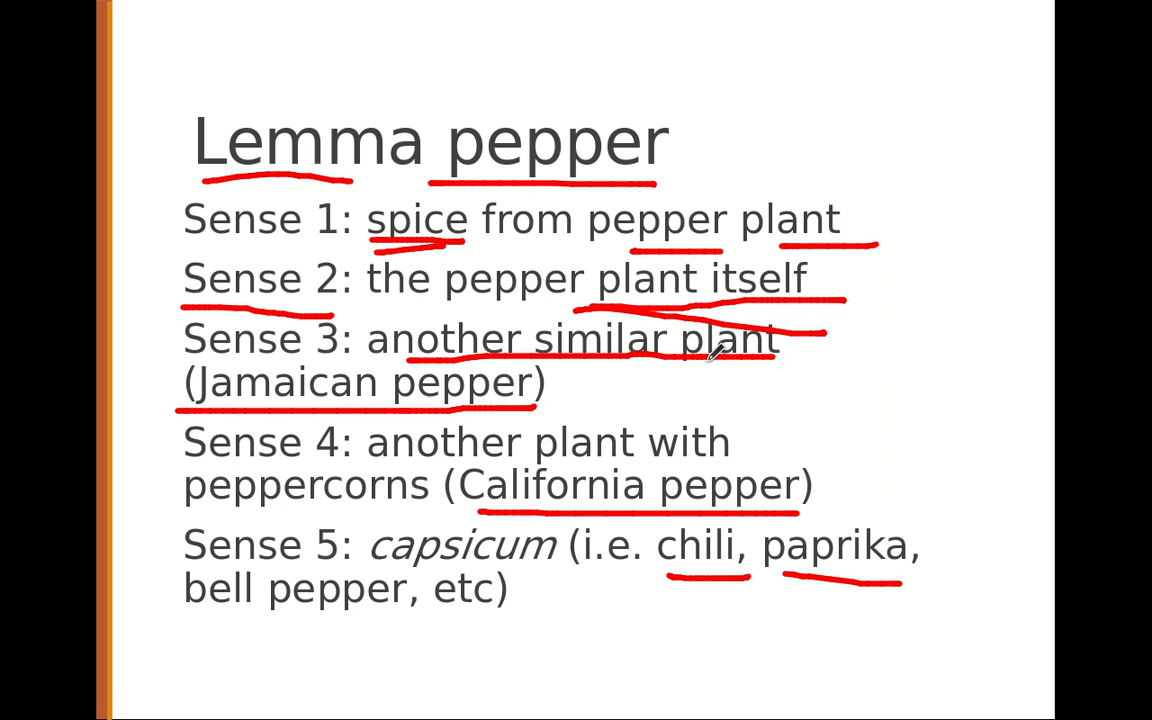 Lemma pepper
Sense 1: spice from pepper plant
Sense 2: the pepper plant itself
Sense 3: another similar plant
(Jamaican pepper)
Sense 4: another plant with
peppercorns (California pepper)
Sense 5: capsicum (i.e. chili, paprika,
bell pepper, etc)